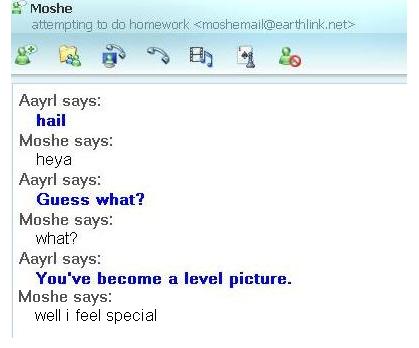 Moshe
attempting to do homework <moshemail@earthlink.net>
Aayrl says:
hail
Moshe says:
heya
Aayrl says:
Guess what?
Moshe says:
what?
Aayrl says:
You've become a level picture.
Moshe says:
well i feel special